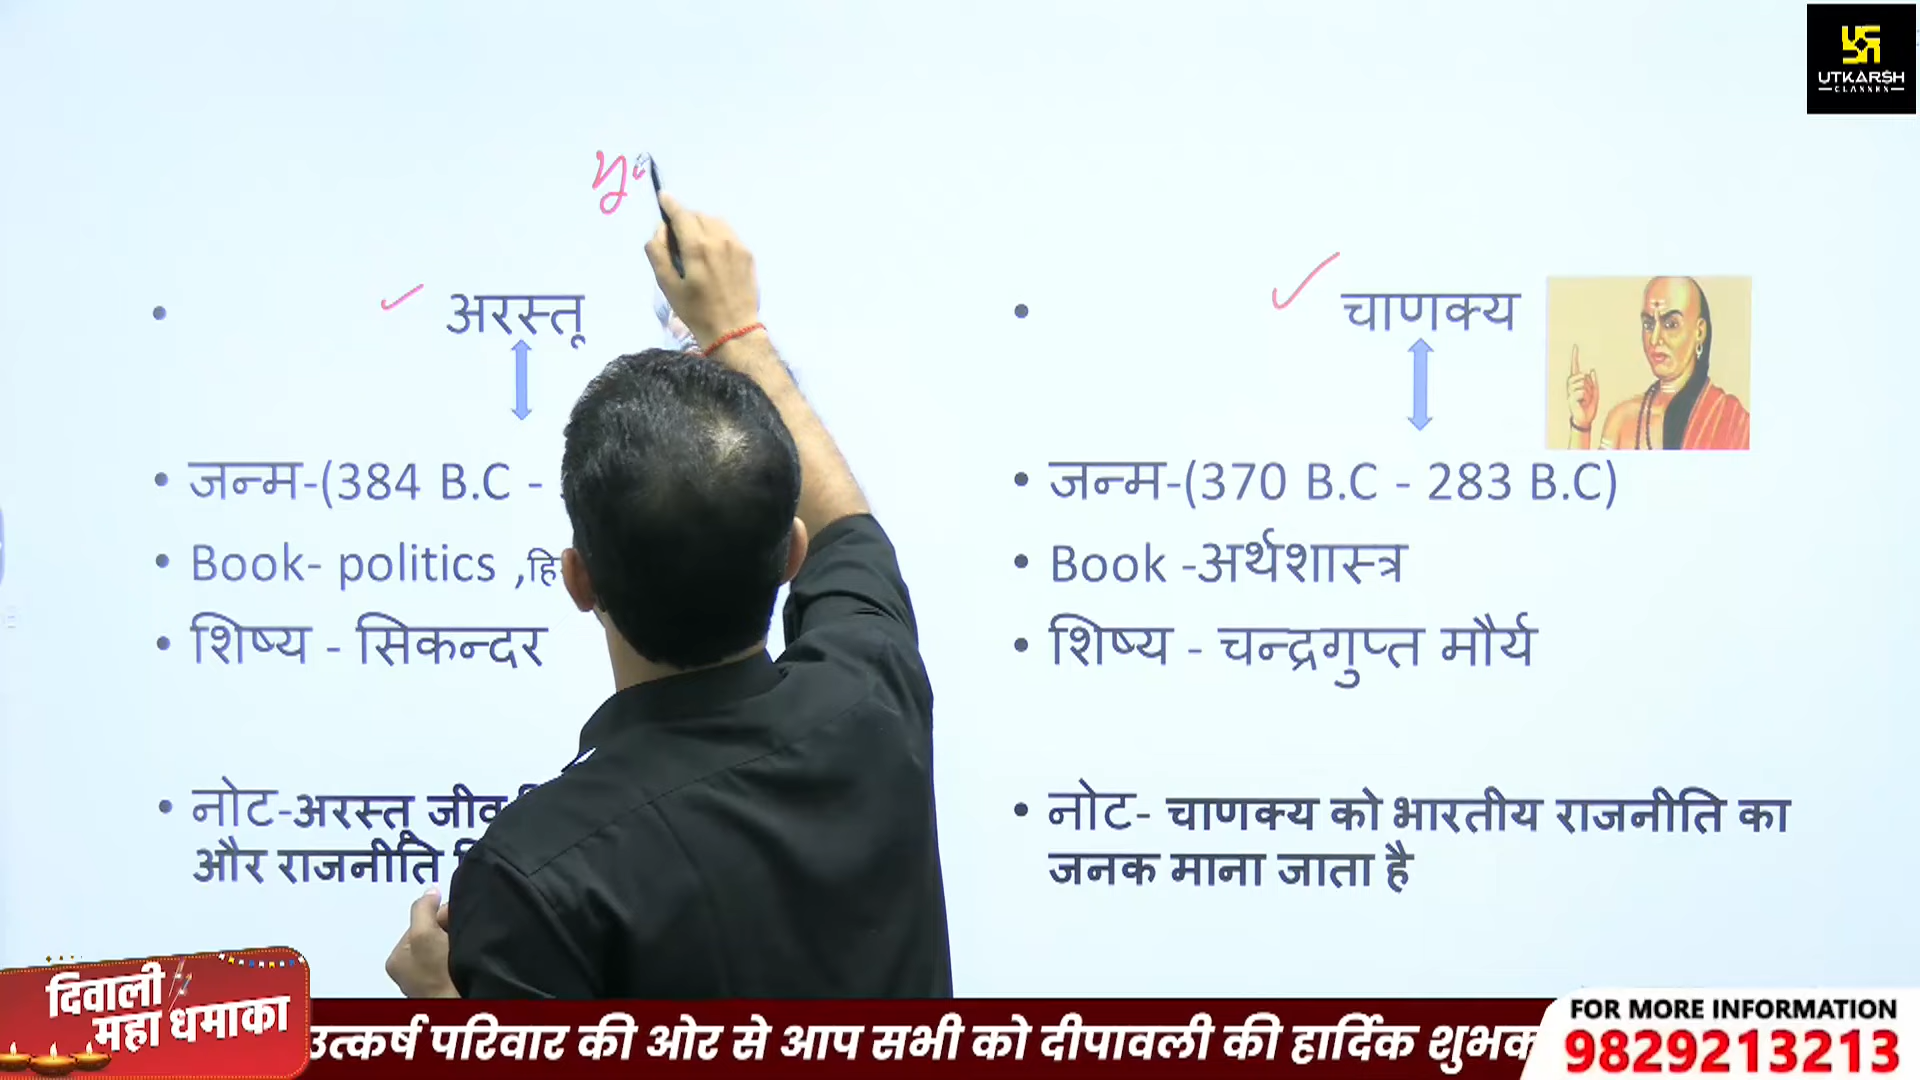 UTKARSH
CLASSES
अरस्तू
जन्म-(384 B.C -
Book- politics ,
शिष्य - सिकन्दर
नोट-अरस्तू
और राजनीति
चाणक्य
जन्म-(370 B.C - 283 B.C)
Book -अर्थशास्त्र
शिष्य - चन्द्रगुप्त मौर्य
नोट- चाणक्य को भारतीय राजनीति का
जनक माना जाता है
दिवाली
महा धमाका
उत्कर्ष परिवार की ओर से आप सभी को दीपावली की हार्दिक
FOR MORE INFORMATION
9829213213